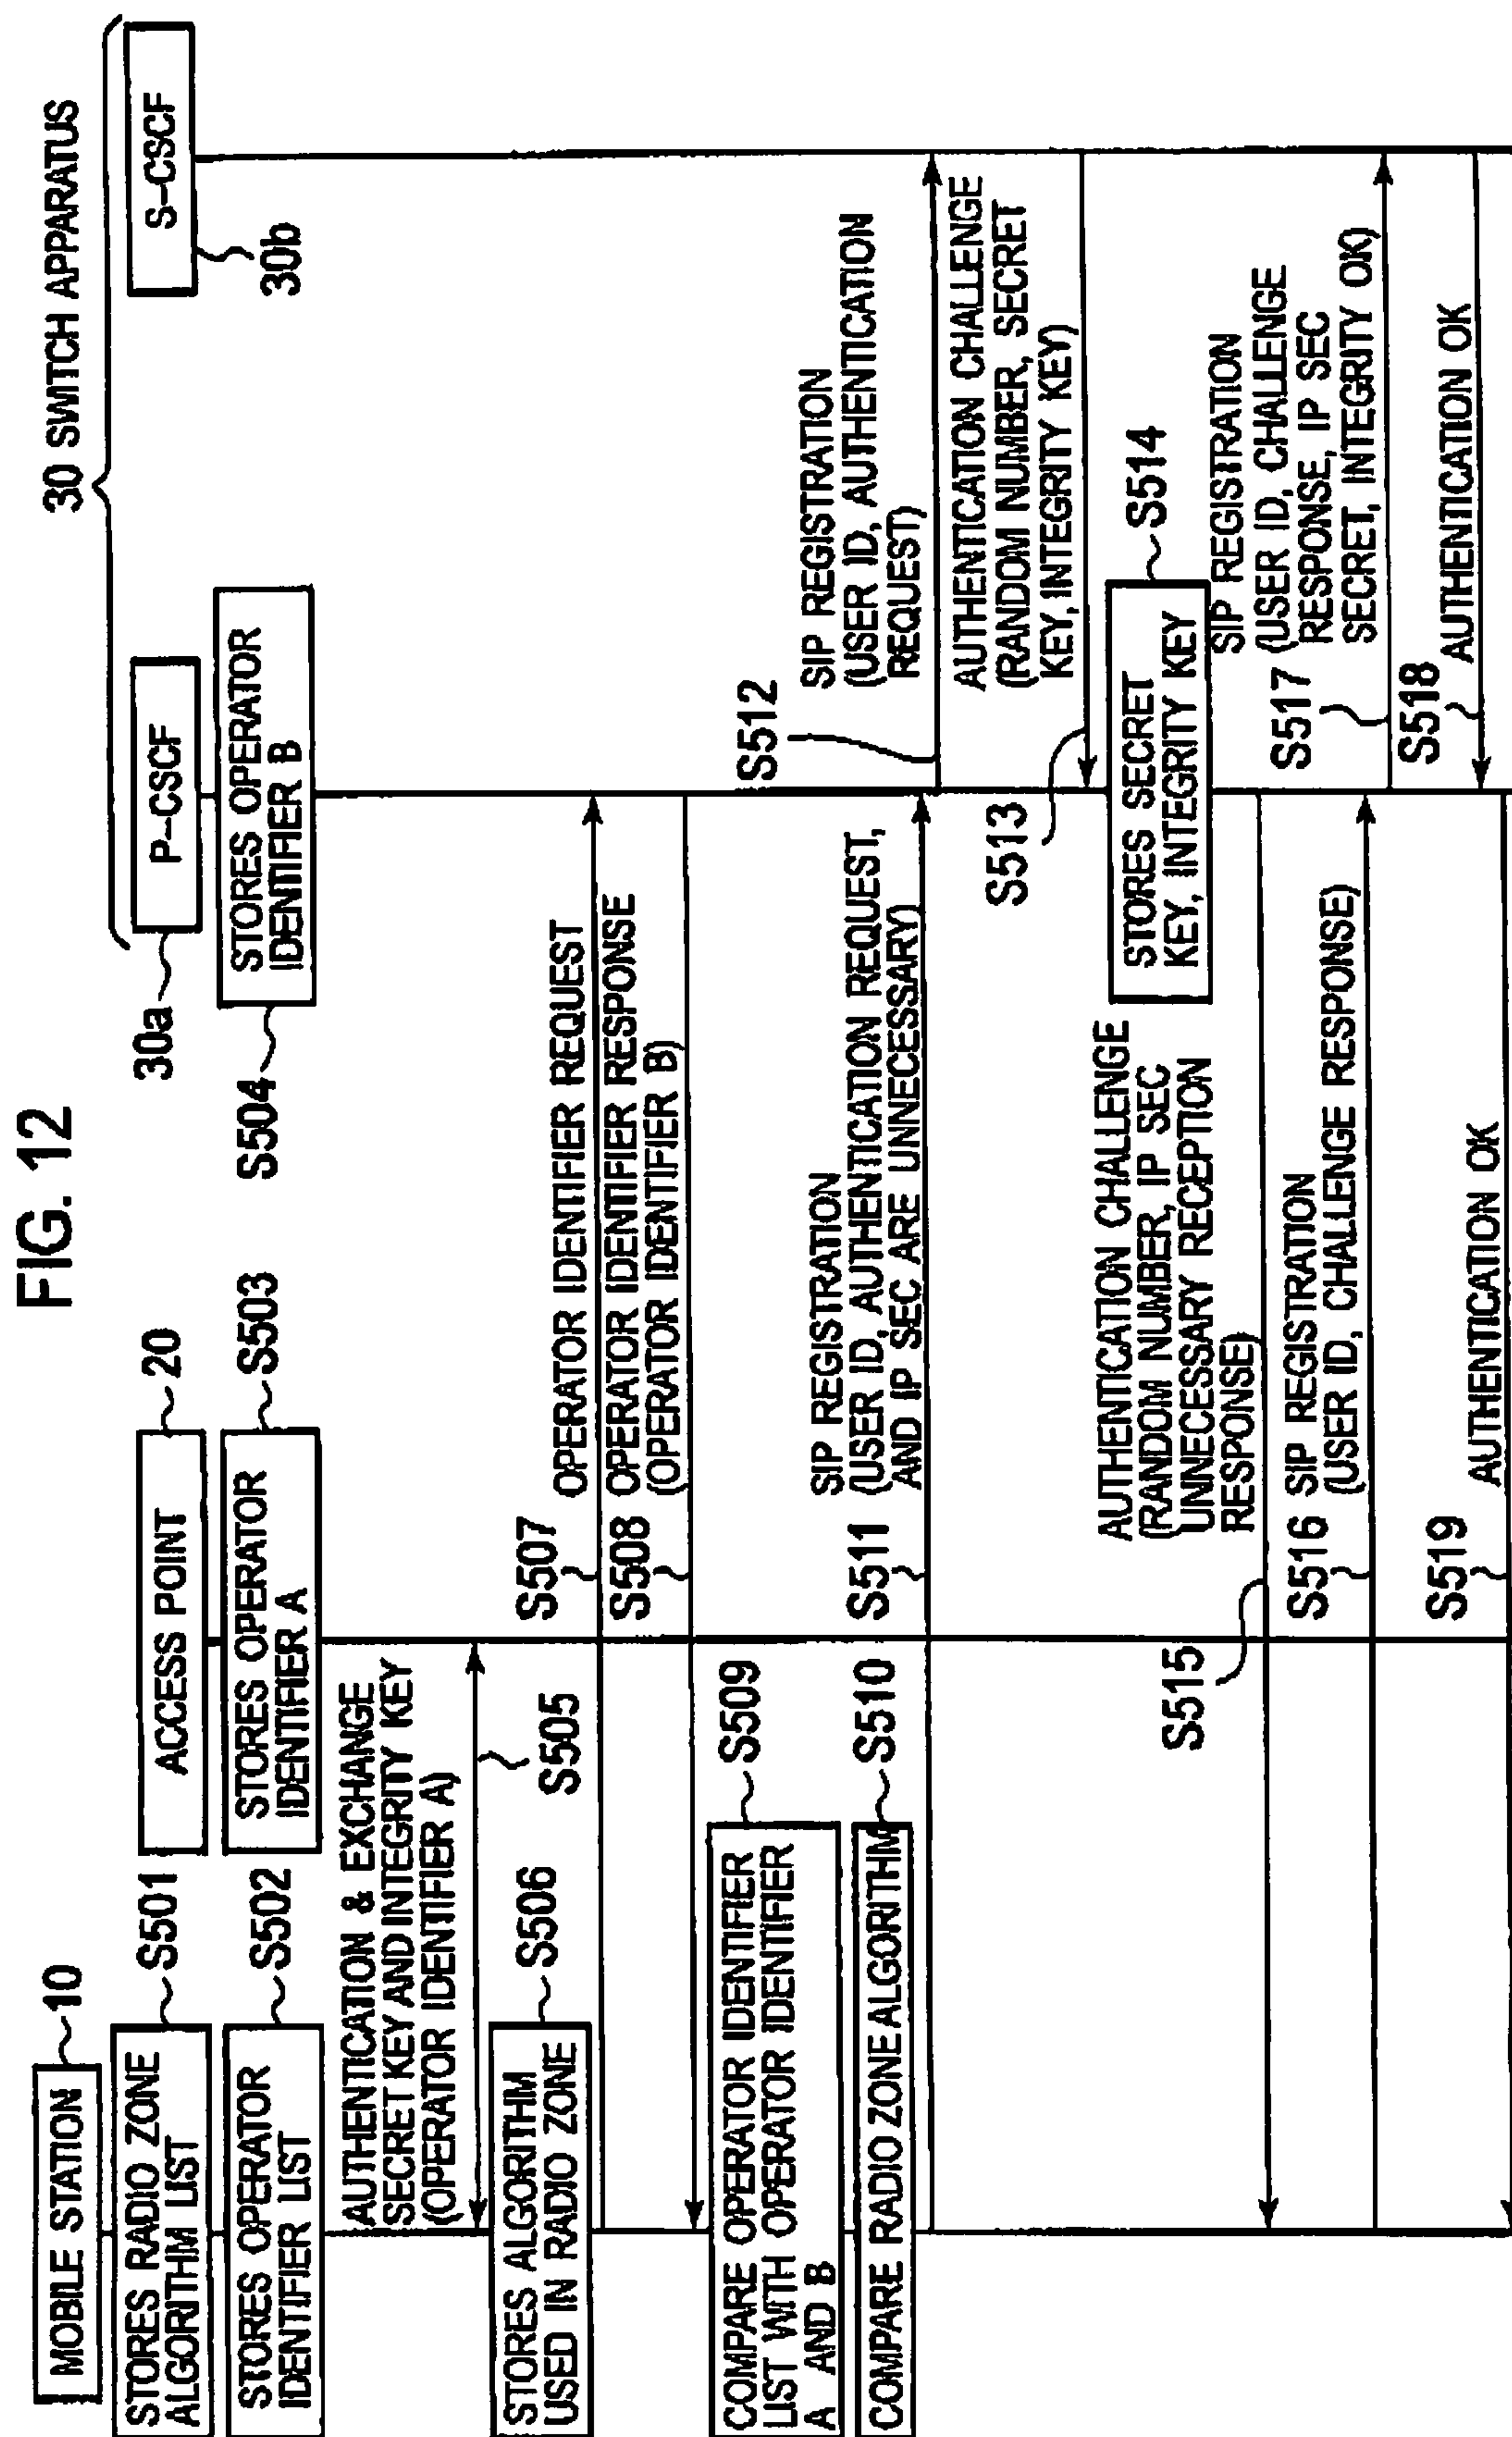 FIG. 12
30 SWITCH APPARATUS
MOBILE STATION
10
ACCESS POINT
20
P-CSCF
30a
S-CSCF
30b
STORES RADIO ZONE
ALGORITHM LIST
S501
STORES OPERATOR
IDENTIFIER LIST
S502
STORES OPERATOR
IDENTIFIER A
S503
STORES OPERATOR
IDENTIFIER B
S504
AUTHENTICATION & EXCHANGE
SECRET KEY AND INTEGRITY KEY
(OPERATOR IDENTIFIER A)
S505
STORES ALGORITHM
USED IN RADIO ZONE
S506
S507
OPERATOR IDENTIFIER REQUEST
S508
OPERATOR IDENTIFIER RESPONSE
(OPERATOR IDENTIFIER B)
COMPARE OPERATOR IDENTIFIER
LIST WITH OPERATOR IDENTIFIER
A AND B
S509
COMPARE RADIO ZONE ALGORITHM
S510
S511
SIP REGISTRATION
(USER ID, AUTHENTICATION REQUEST,
AND IP SEC ARE UNNECESSARY)
S512
SIP REGISTRATION
(USER ID, AUTHENTICATION
REQUEST)
S513
AUTHENTICATION CHALLENGE
(RANDOM NUMBER, SECRET
KEY, INTEGRITY KEY)
STORES SECRET
KEY, INTEGRITY KEY
S514
S515
AUTHENTICATION CHALLENGE
(RANDOM NUMBER, IP SEC
UNNECESSARY RECEPTION
RESPONSE)
S516
SIP REGISTRATION
(USER ID, CHALLENGE RESPONSE)
S517
SIP REGISTRATION
(USER ID, CHALLENGE
RESPONSE, IP SEC
SECRET, INTEGRITY OK)
S518
AUTHENTICATION OK
S519
AUTHENTICATION OK